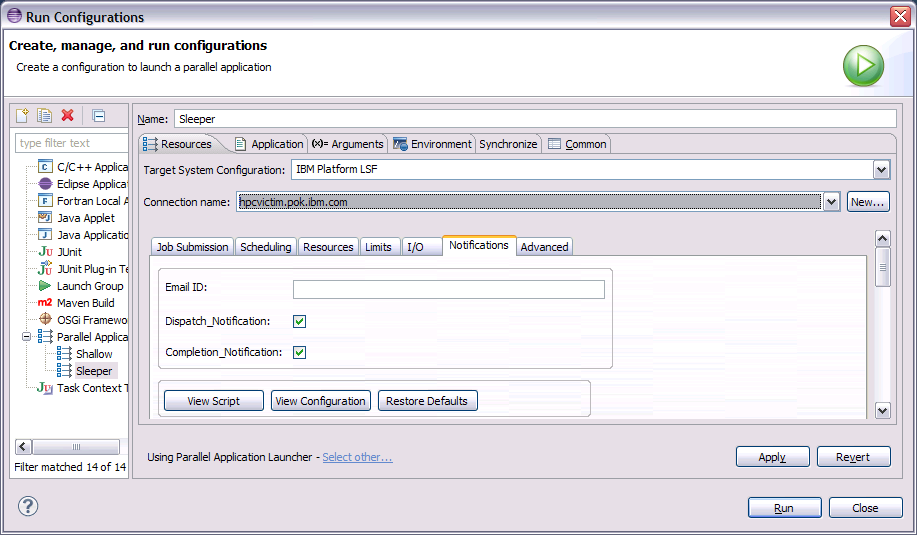 Run Configurations
Create, manage, and run configurations
Create a configuration to launch a parallel application
type filter text
C/C++ Applica
Eclipse Applica
Fortran Local A
Java Applet
Java Applicatio
JUnit
JUnit Plug-in Te
Launch Group
Maven Build
OSGi Framewo
Parallel Applica
Shallow
Sleeper
Task Context T
Filter matched 14 of 14
Name: Sleeper
Resources Application (x)= Arguments Environment Synchronize Common
Target System Configuration: IBM Platform LSF
Connection name: hpcvictim.pok.ibm.com New...
Job Submission Scheduling Resources Limits I/O Notifications Advanced
Email ID:
Dispatch_Notification:
Completion_Notification:
View Script View Configuration Restore Defaults
Using Parallel Application Launcher - Select other...
Apply Revert
? Run Close